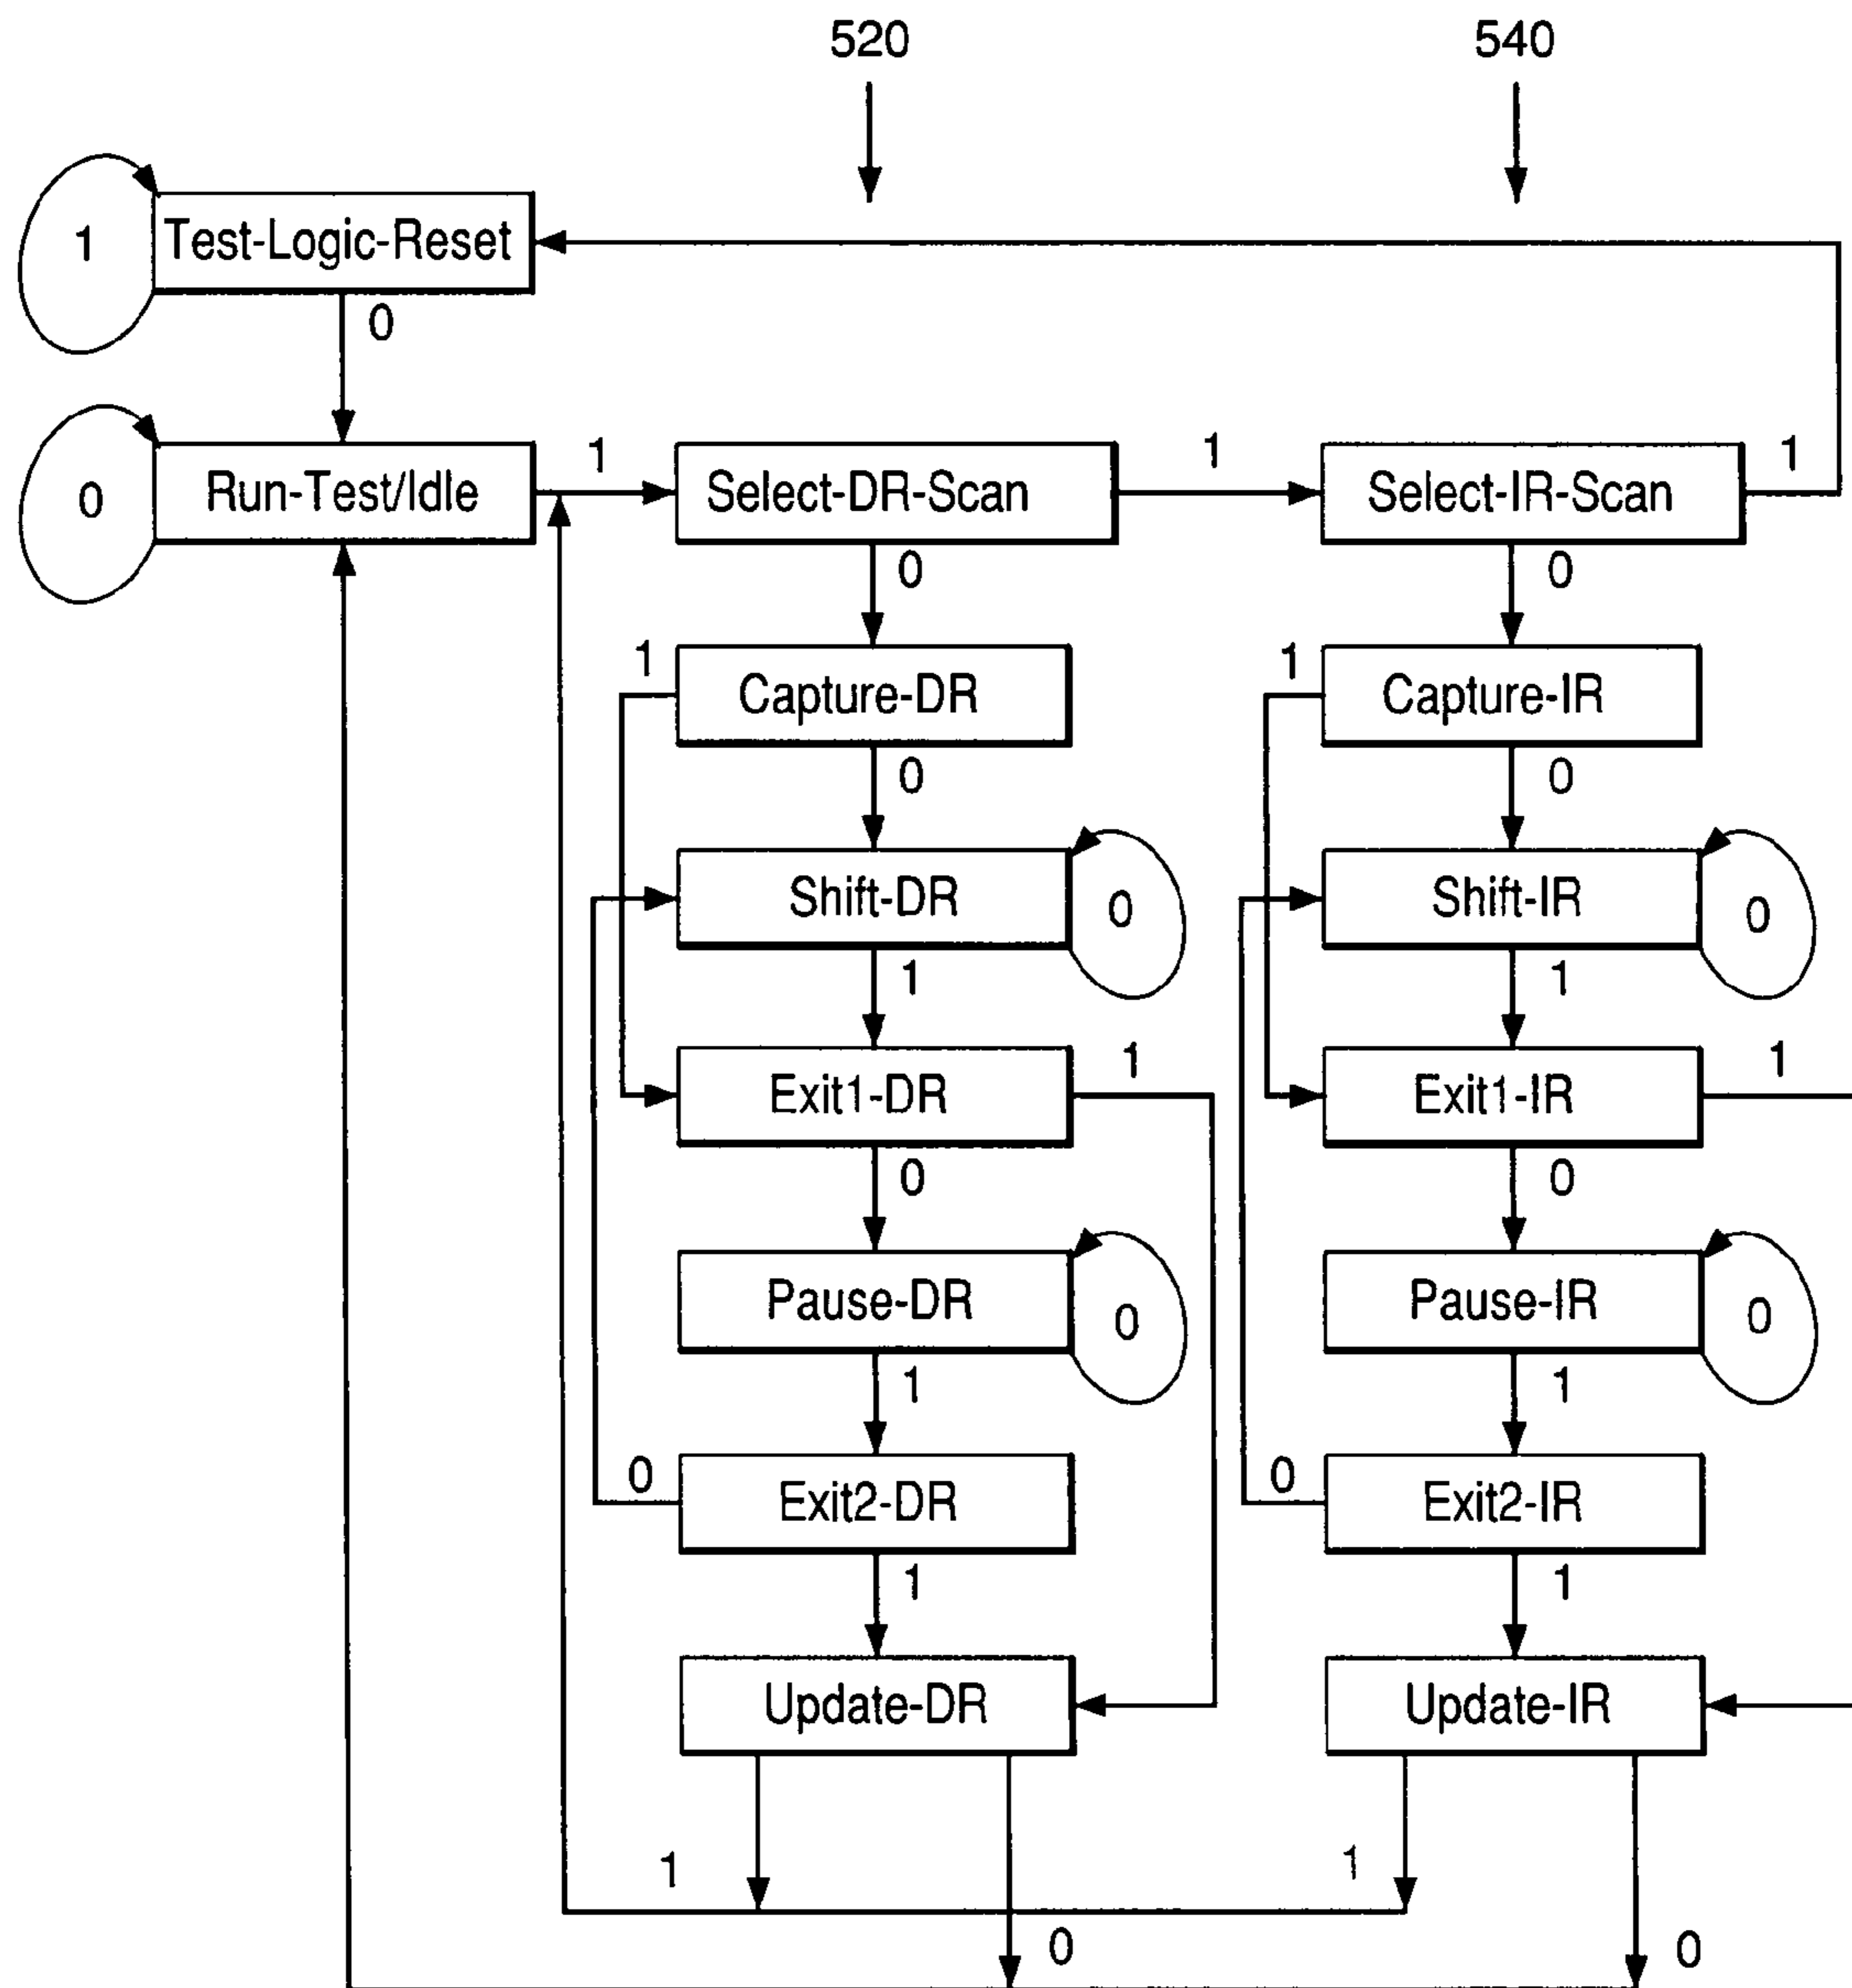 520 540
Test-Logic-Reset
1
0
Run-Test/Idle 1 Select-DR-Scan 1 Select-IR-Scan 1
0
0 0
1 Capture-DR 1 Capture-IR
0 0
Shift-DR 0 Shift-IR 0
1 1
Exit1-DR 1 Exit1-IR 1
0 0
Pause-DR 0 Pause-IR 0
1 1
0 Exit2-DR 0 Exit2-IR
1 1
Update-DR Update-IR
1 1
0 0